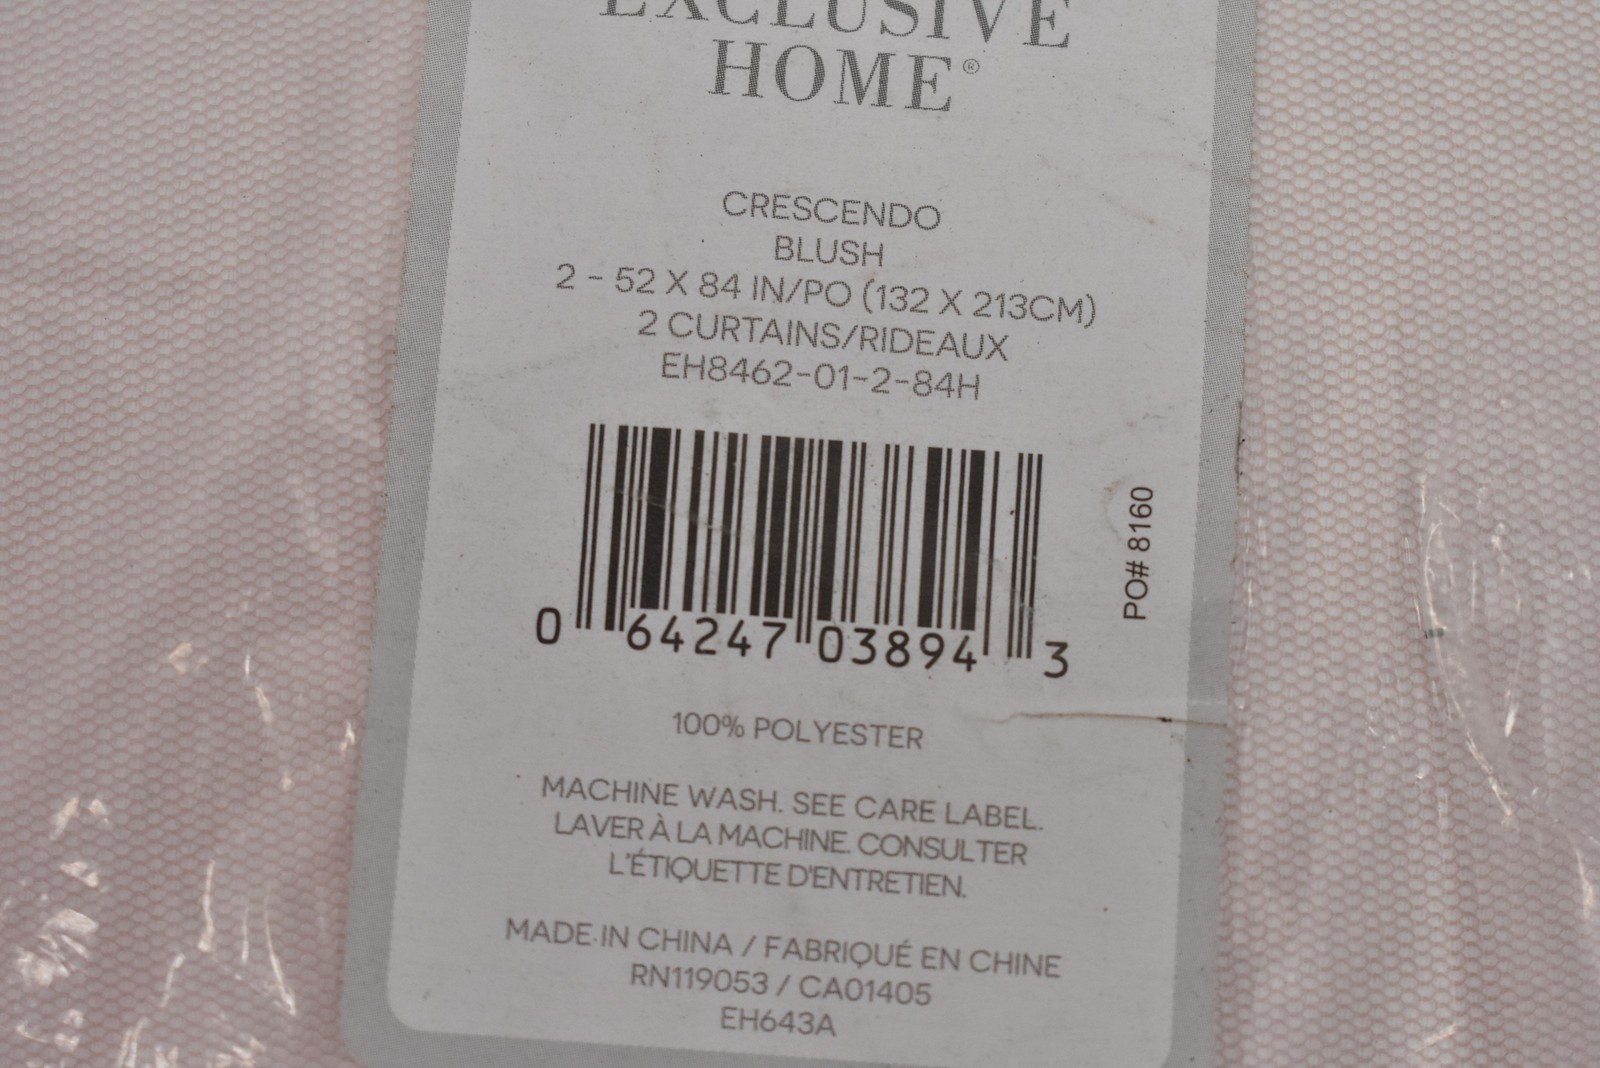 EXCLUSIVE
HOME®
CRESCENDO
BLUSH
2 - 52 X 84 IN/PO (132 X 213CM)
2 CURTAINS/RIDEAUX
EH8462-01-2-84H
0 64247 03894 3
PO# 8160
100% POLYESTER
MACHINE WASH. SEE CARE LABEL.
LAVER À LA MACHINE. CONSULTER
L'ÉTIQUETTE D'ENTRETIEN.
MADE IN CHINA / FABRIQUÉ EN CHINE
RN119053 / CA01405
EH643A